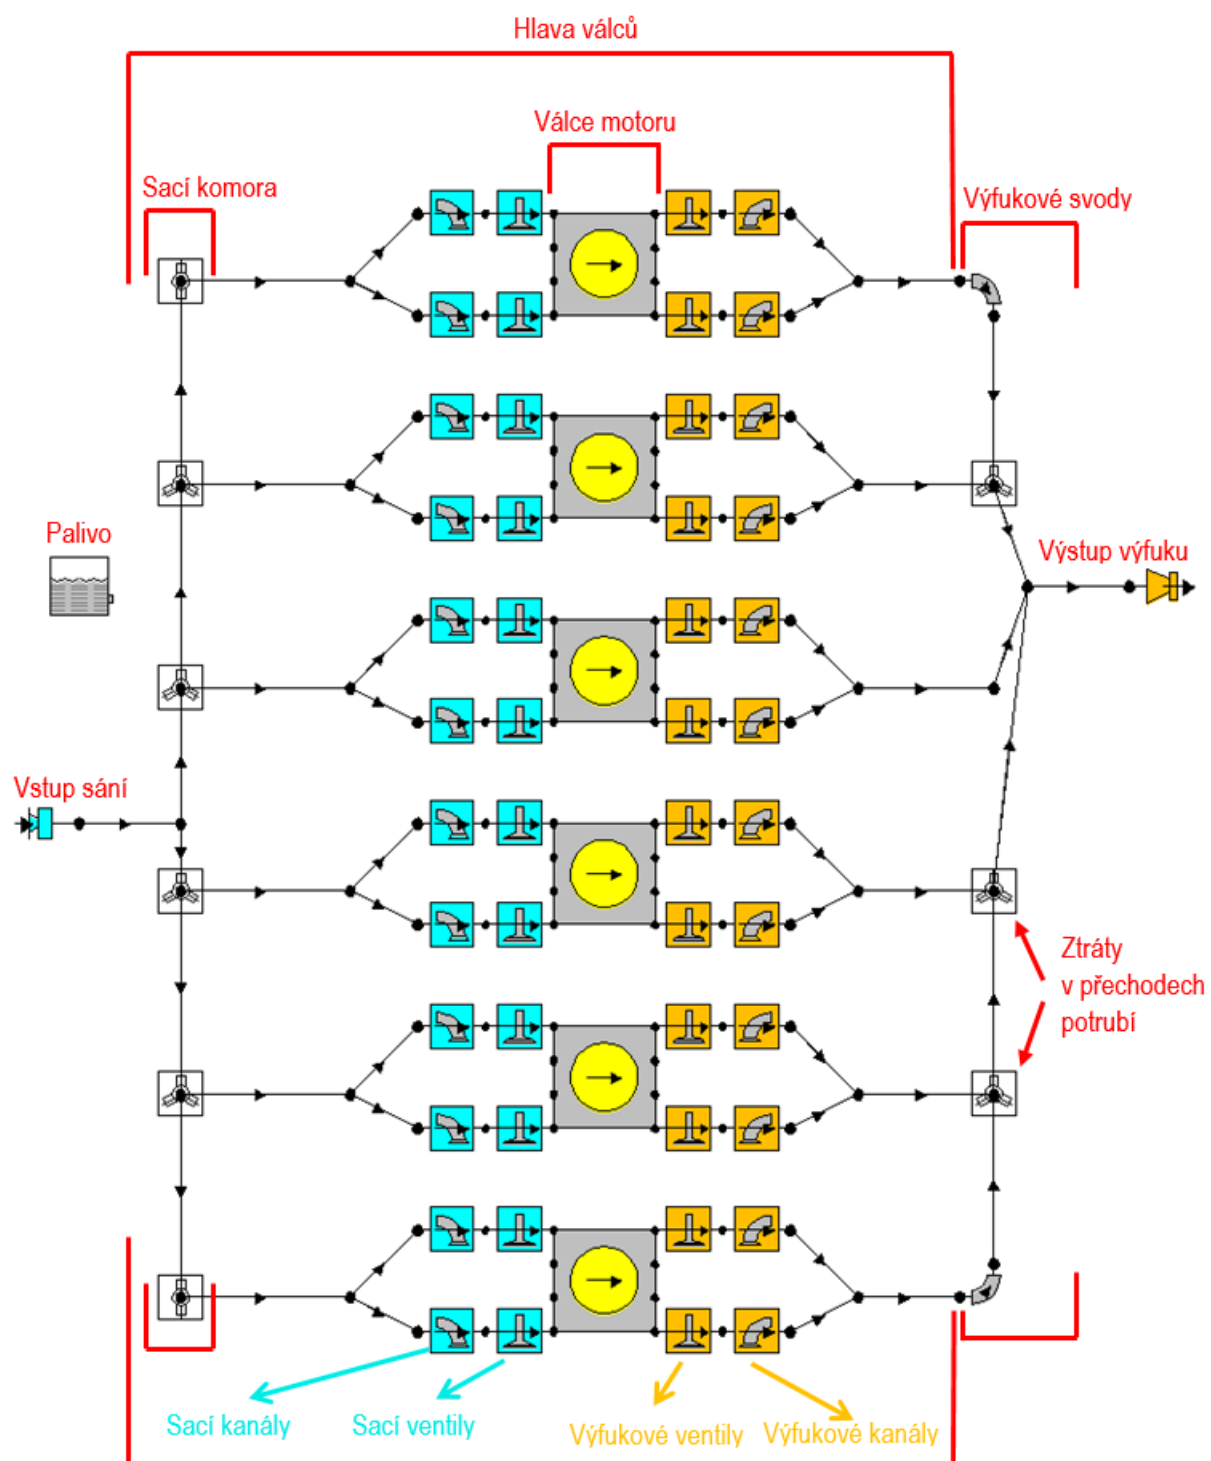 Hlava válců
Válce motoru
Sací komora
Výfukové svody
Palivo
Výstup výfuku
Vstup sání
Ztráty
v přechodech
potrubí
Sací kanály
Sací ventily
Výfukové ventily
Výfukové kanály